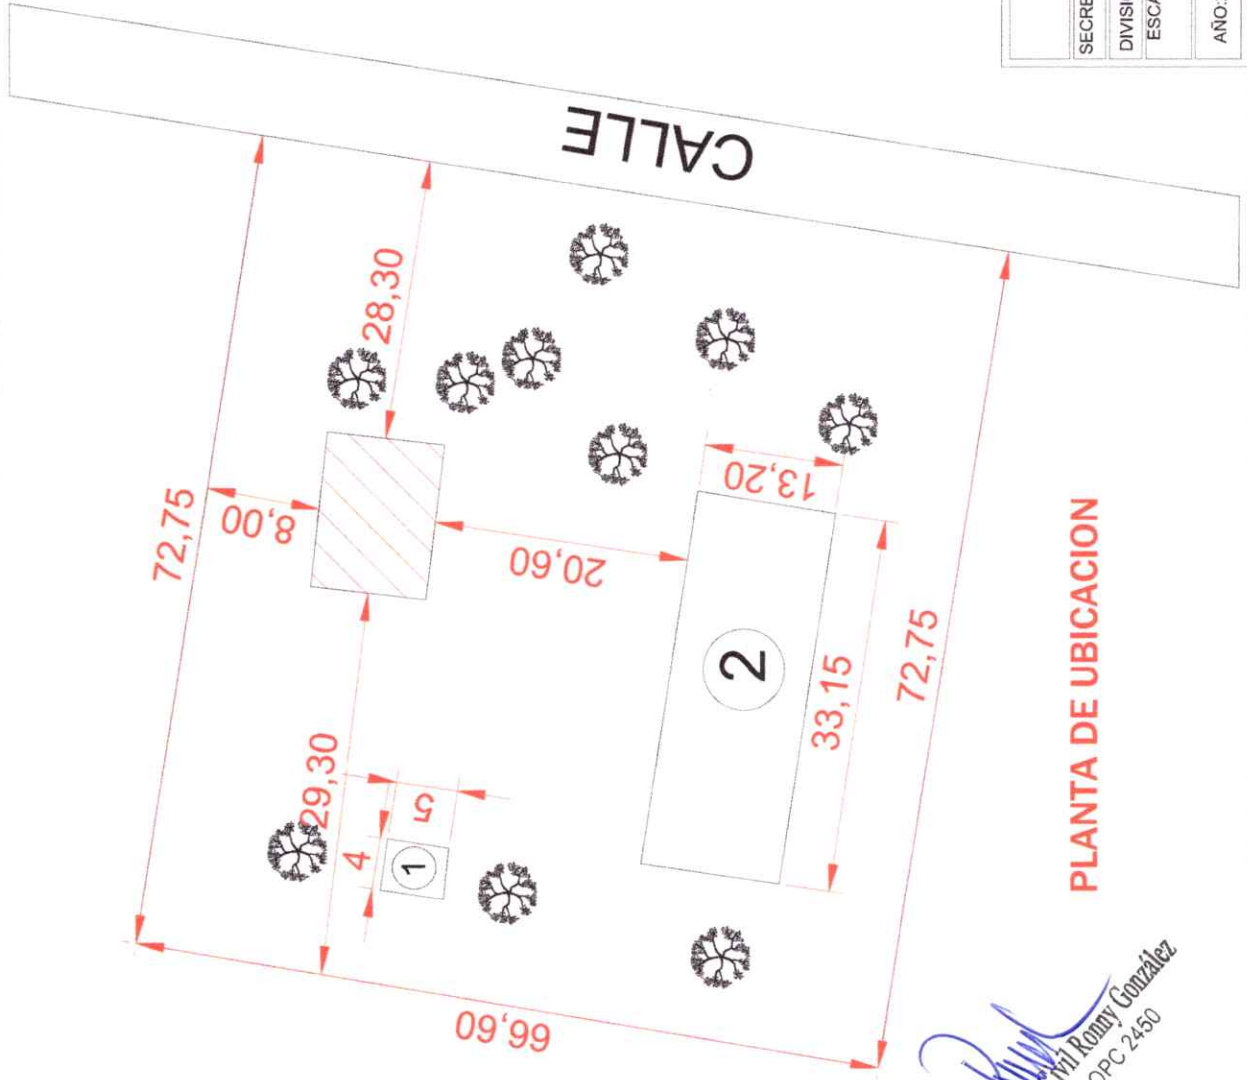 CALLE
72,75
28,30
8,00
20,60
13,20
29,30
5
4
1
2
33,15
72,75
66,60
PLANTA DE UBICACION
Ronny González
OPC 2450
SECRE
DIVISI
ESCA
AÑO: